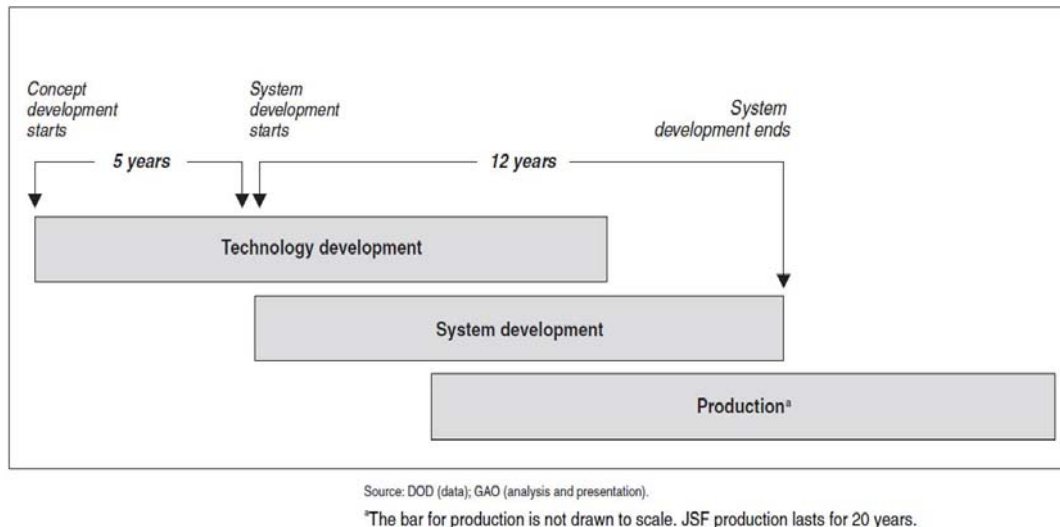 Concept
development
starts
System
development
starts
System
development ends
5 years
12 years
Technology development
System development
Productionª
Source: DOD (data); GAO (analysis and presentation).
ªThe bar for production is not drawn to scale. JSF production lasts for 20 years.